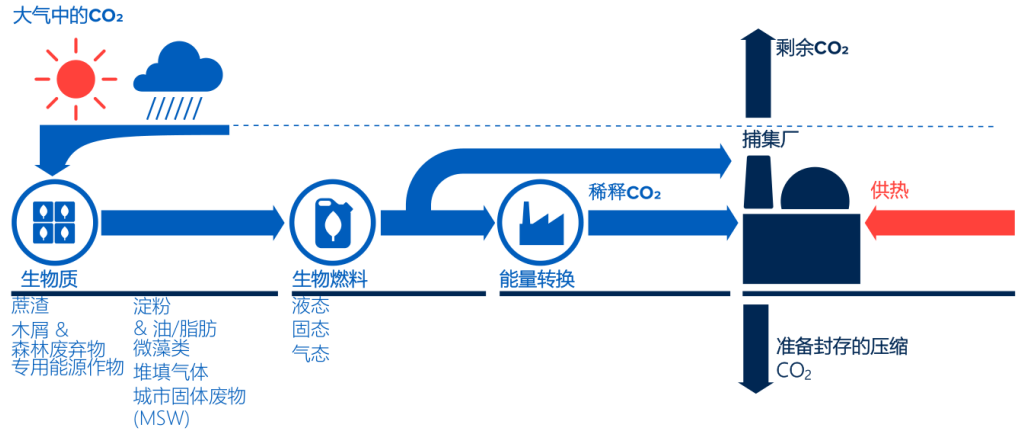 大气中的CO₂
剩余CO₂
捕集厂
稀释CO₂
供热
生物质
生物燃料
能量转换
蔗渣
木屑 &
森林废弃物
专用能源作物
淀粉
& 油/脂肪
微藻类
堆填气体
城市固体废物
(MSW)
液态
固态
气态
准备封存的压缩
CO₂